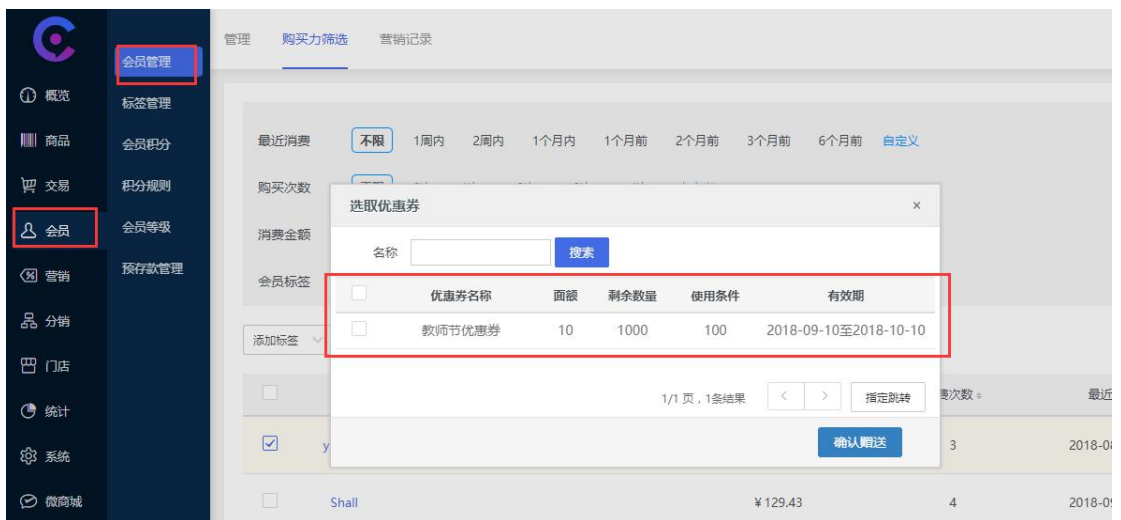 管理 购买力筛选 营销记录
会员管理
概览
标签管理
商品
会员积分
最近消费 不限 1周内 2周内 1个月内 1个月前 2个月前 3个月前 6个月前 自定义
交易
积分规则
购买次数
选取优惠券 ×
会员
会员等级
消费金额
名称 搜索
营销
预存款管理
会员标签
优惠券名称 面额 剩余数量 使用条件 有效期
教师节优惠券 10 1000 100 2018-09-10至2018-10-10
分销
添加标签
门店
1/1 页，1条结果 < > 指定跳转
次数 最近
统计
确认赠送
y 3 2018-08
系统
微商城
Shall ¥129.43 4 2018-09